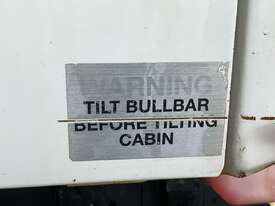 WARNING
TILT BULLBAR
BEFORE TILTING
CABIN